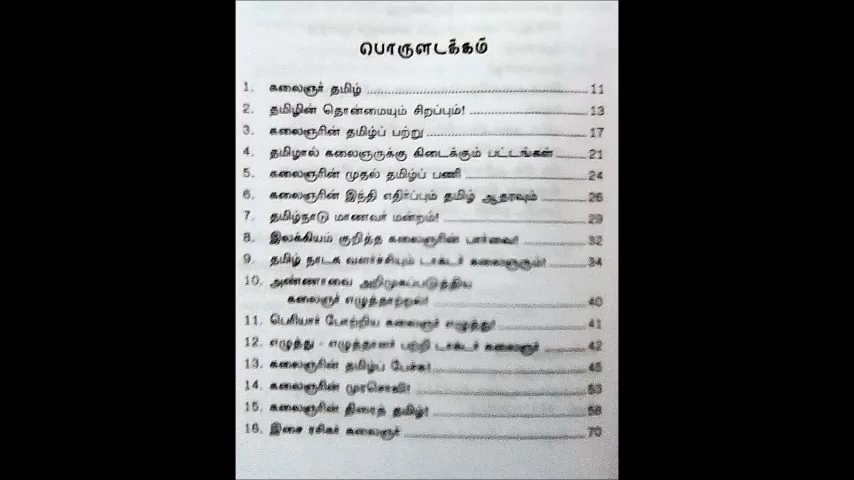 பொருளடக்கம்
1. கலைஞர் தமிழ் 11
2. தமிழின் தொன்மையும் சிறப்பும்! 13
3. கலைஞரின் தமிழ்ப் பற்று 17
4. தமிழால் கலைஞருக்கு கிடைக்கும் பட்டங்கள் 21
5. கலைஞரின் முதல் தமிழ்ப் பணி 24
6. கலைஞரின் இந்தி எதிர்ப்பும் தமிழ் ஆதரவும் 26
7. தமிழ்நாடு மாணவர் மன்றம்! 29
8. இலக்கியம் குறித்த கலைஞரின் பார்வை! 32
9. தமிழ் நாடக வளர்ச்சியும் டாக்டர் கலைஞரும்! 34
10. அண்ணாவை அறிமுகப்படுத்திய
கலைஞர் எழுத்தாற்றல்! 40
11. பெரியார் போற்றிய கலைஞர் எழுத்து! 41
12. எழுத்து - எழுத்தாளர் பற்றி டாக்டர் கலைஞர் 42
13. கலைஞரின் தமிழ்ப் பேச்சு! 45
14. கலைஞரின் முரசொலி! 53
15. கலைஞரின் திரைத் தமிழ்! 58
16. இசை ரசிகர் கலைஞர் 70